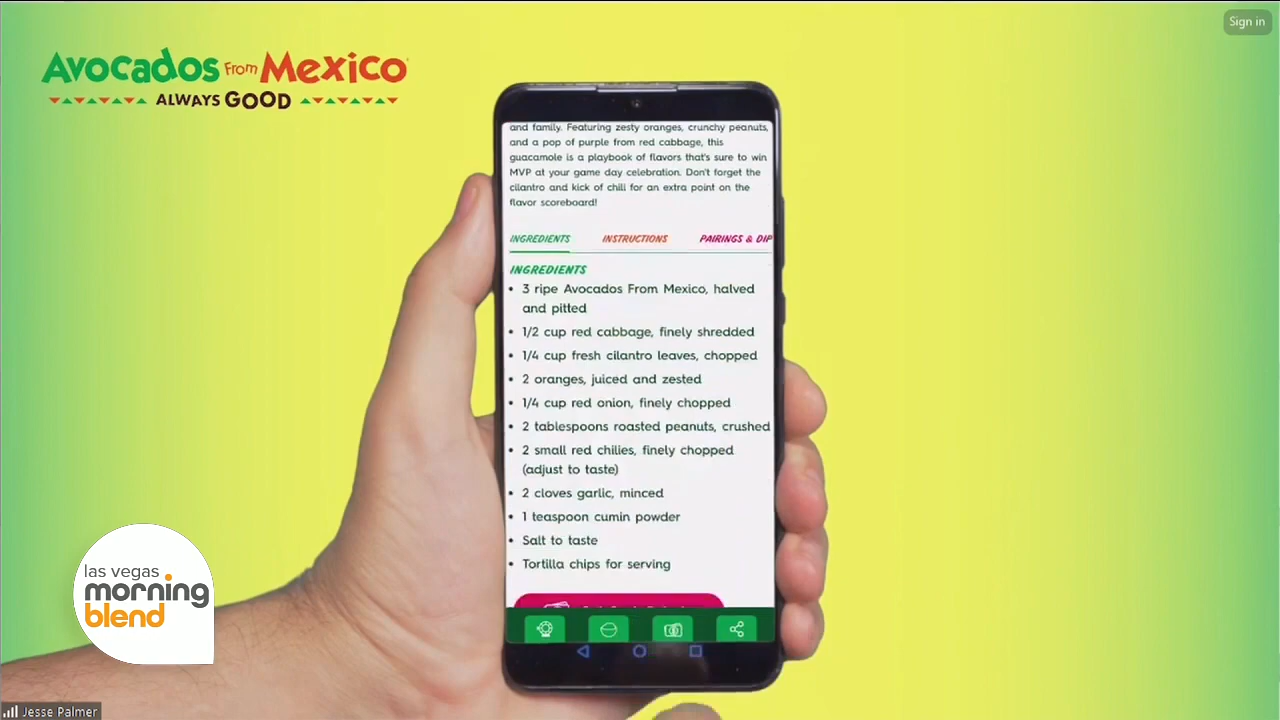 Sign in
Avocados From Mexico
ALWAYS GOOD
and family. Featuring zesty oranges, crunchy peanuts,
and a pop of purple from red cabbage, this
guacamole is a playbook of flavors that's sure to win
MVP at your game day celebration. Don't forget the
cilantro and kick of chili for an extra point on the
flavor scoreboard!
INGREDIENTS INSTRUCTIONS PAIRINGS & DIP
INGREDIENTS
• 3 ripe Avocados From Mexico, halved
and pitted
• 1/2 cup red cabbage, finely shredded
• 1/4 cup fresh cilantro leaves, chopped
• 2 oranges, juiced and zested
• 1/4 cup red onion, finely chopped
• 2 tablespoons roasted peanuts, crushed
• 2 small red chilies, finely chopped
(adjust to taste)
• 2 cloves garlic, minced
• 1 teaspoon cumin powder
• Salt to taste
• Tortilla chips for serving
las vegas
morning
blend
Jesse Palmer